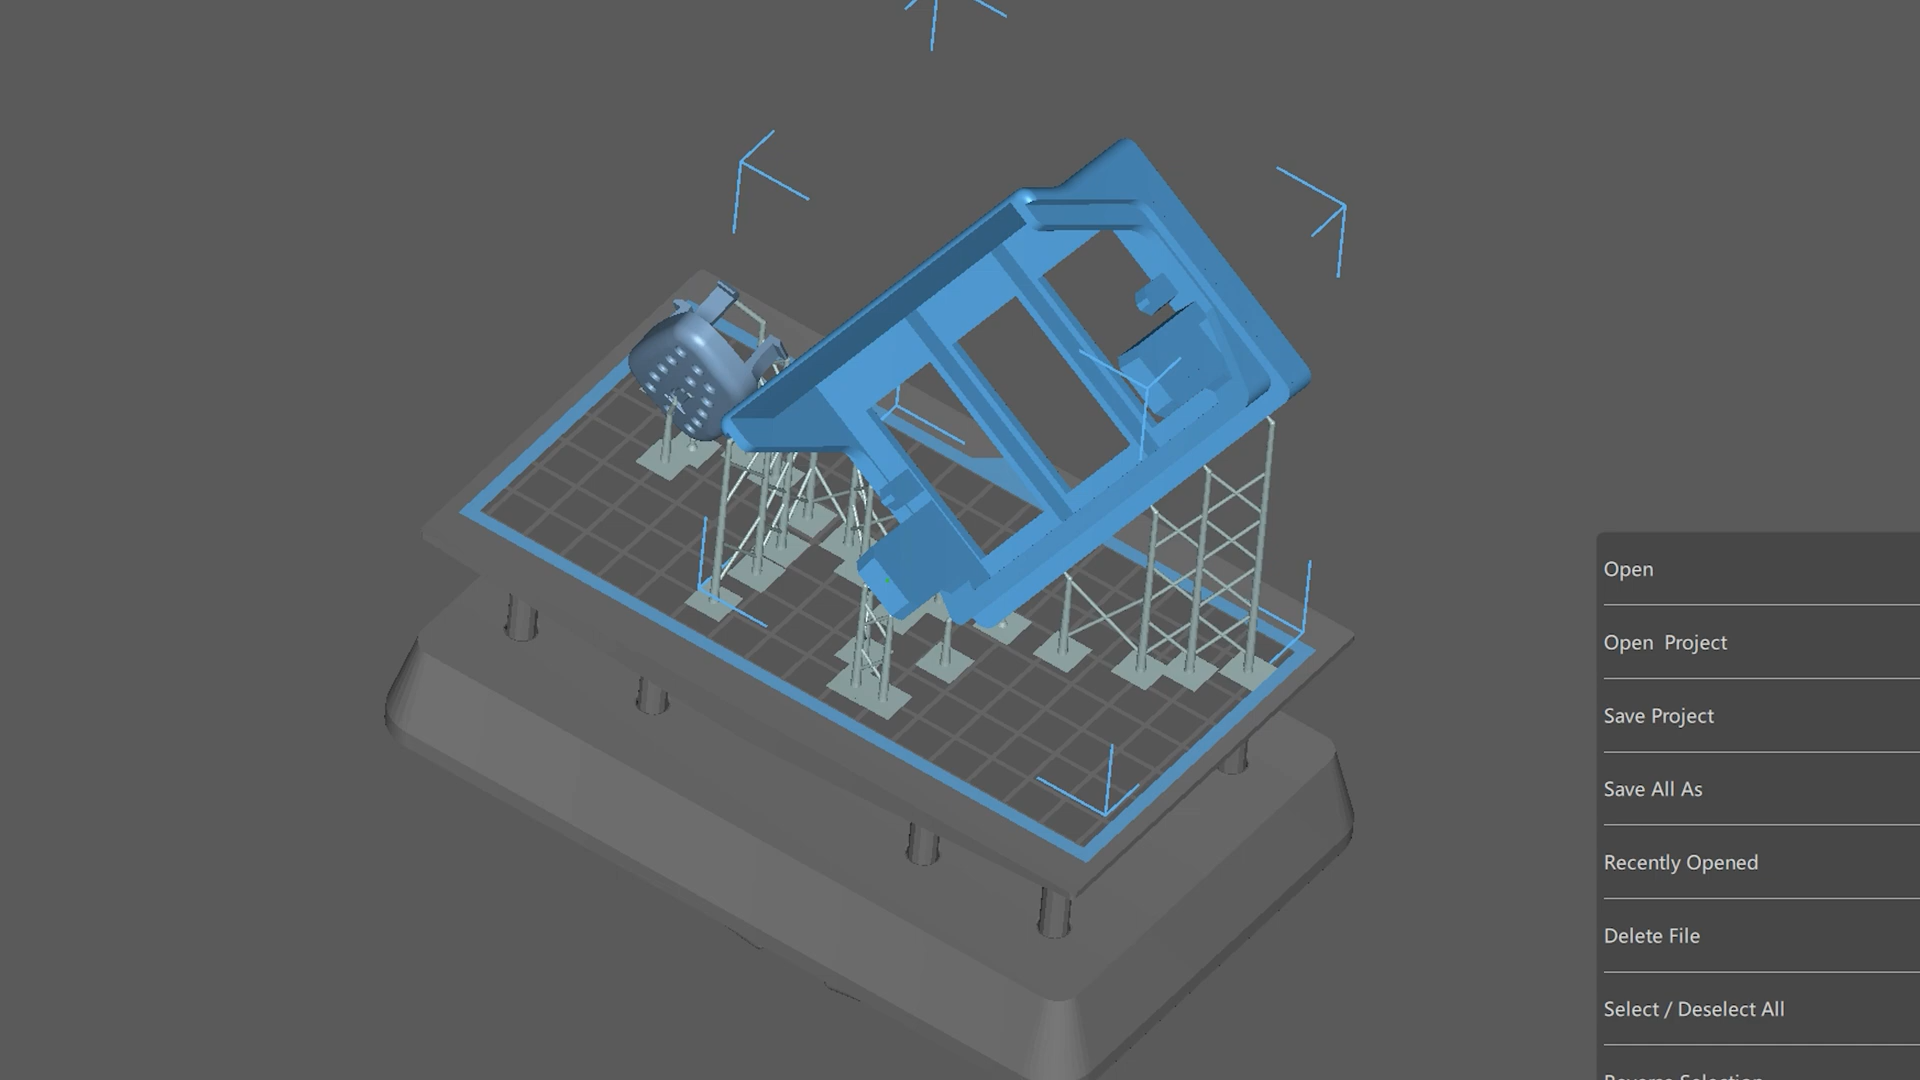 Open
Open Project
Save Project
Save All As
Recently Opened
Delete File
Select / Deselect All